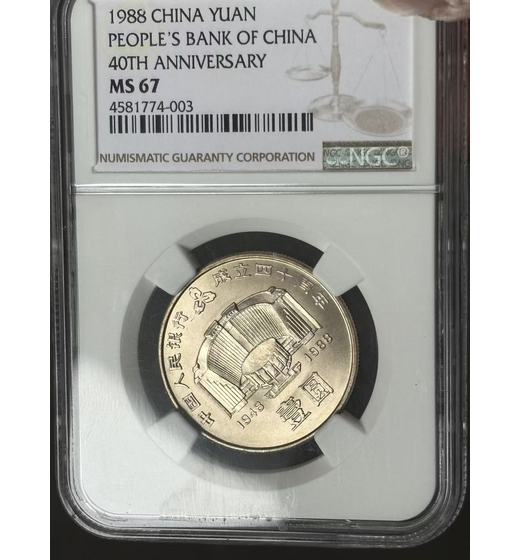 1988 CHINA YUAN
PEOPLE'S BANK OF CHINA
40TH ANNIVERSARY
MS 67
4581774-003
NUMISMATIC GUARANTY CORPORATION
NGC NGC®
中国人民银行 成立四十周年
1948 1988
壹圆